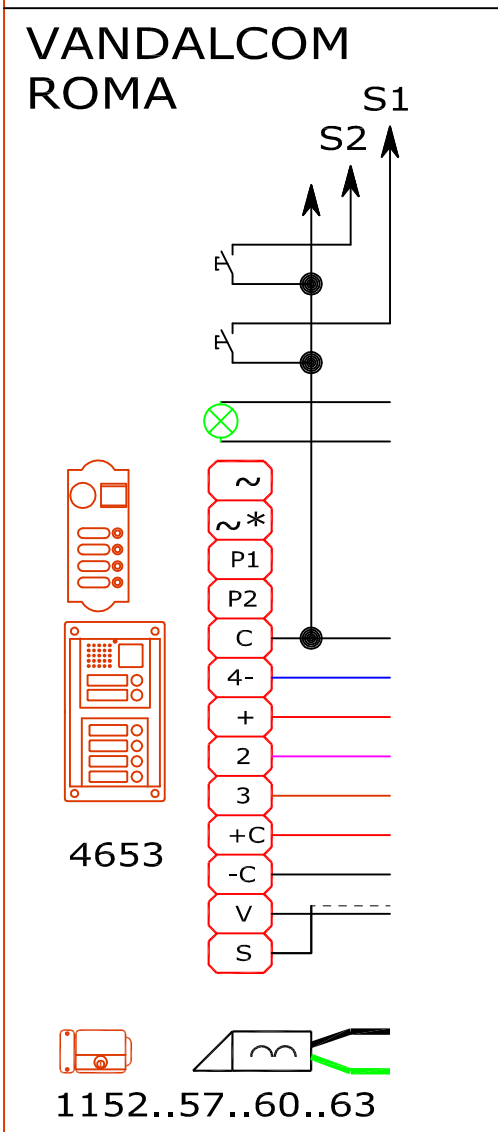 VANDALCOM
ROMA
S1
S2
~
~*
P1
P2
C
4-
+
2
3
+C
-C
V
S
4653
1152..57..60..63